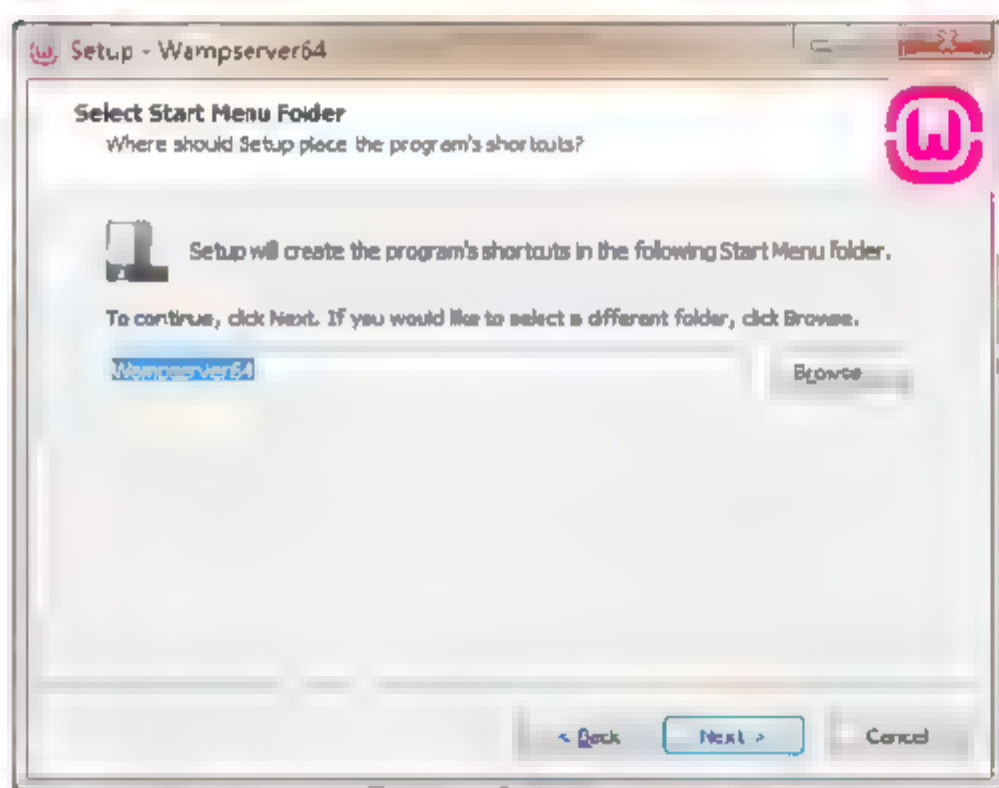 Setup - Wampserver64
Select Start Menu Folder
Where should Setup place the program's shortcuts?
Setup will create the program's shortcuts in the following Start Menu folder.
To continue, click Next. If you would like to select a different folder, click Browse.
Wampserver64
Browse
< Back
Next >
Cancel